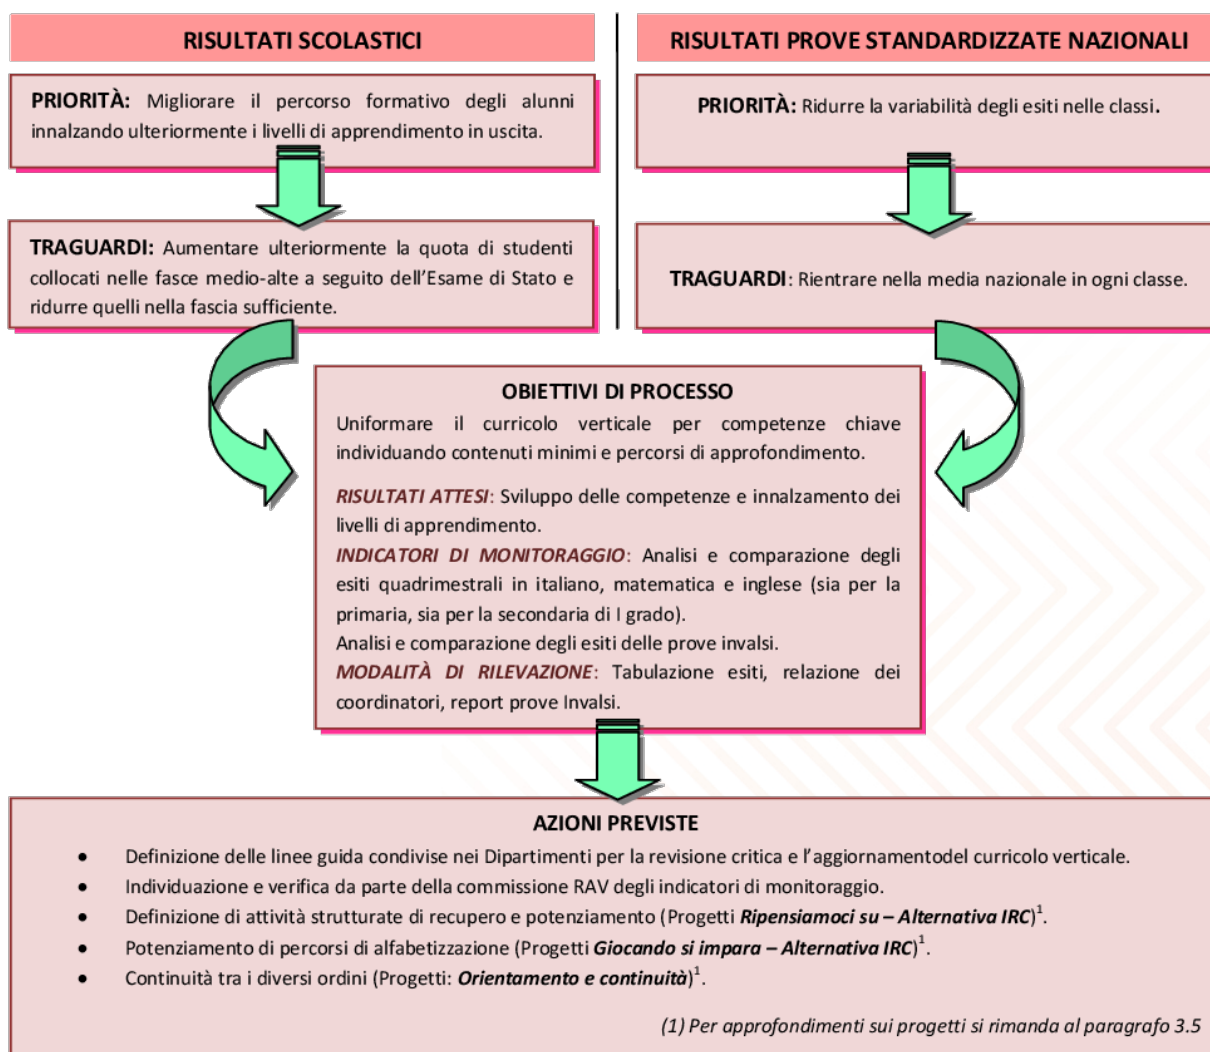 RISULTATI SCOLASTICI
PRIORITÀ: Migliorare il percorso formativo degli alunni
innalzando ulteriormente i livelli di apprendimento in uscita.
TRAGUARDI: Aumentare ulteriormente la quota di studenti
collocati nelle fasce medio-alte a seguito dell’Esame di Stato e
ridurre quelli nella fascia sufficiente.
RISULTATI PROVE STANDARDIZZATE NAZIONALI
PRIORITÀ: Ridurre la variabilità degli esiti nelle classi.
TRAGUARDI: Rientrare nella media nazionale in ogni classe.
OBIETTIVI DI PROCESSO
Uniformare il curricolo verticale per competenze chiave
individuando contenuti minimi e percorsi di approfondimento.
RISULTATI ATTESI: Sviluppo delle competenze e innalzamento dei
livelli di apprendimento.
INDICATORI DI MONITORAGGIO: Analisi e comparazione degli
esiti quadrimestrali in italiano, matematica e inglese (sia per la
primaria, sia per la secondaria di I grado).
Analisi e comparazione degli esiti delle prove invalsi.
MODALITÀ DI RILEVAZIONE: Tabulazione esiti, relazione dei
coordinatori, report prove Invalsi.
AZIONI PREVISTE
• Definizione delle linee guida condivise nei Dipartimenti per la revisione critica e l’aggiornamentodel curricolo verticale.
• Individuazione e verifica da parte della commissione RAV degli indicatori di monitoraggio.
• Definizione di attività strutturate di recupero e potenziamento (Progetti Ripensiamoci su – Alternativa IRC)¹.
• Potenziamento di percorsi di alfabetizzazione (Progetti Giocando si impara – Alternativa IRC)¹.
• Continuità tra i diversi ordini (Progetti: Orientamento e continuità)¹.
(1) Per approfondimenti sui progetti si rimanda al paragrafo 3.5